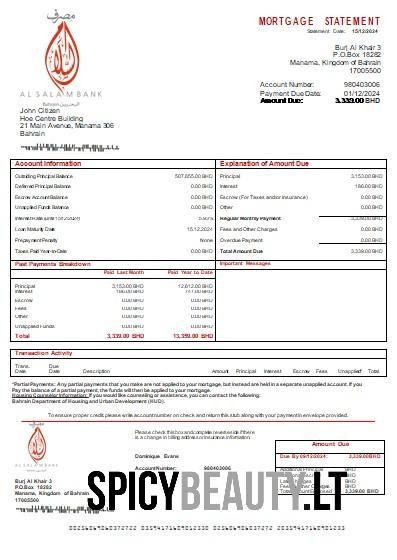 مصرف
MORTGAGE STATEMENT
Statement Date: 15/12/2024
Burj Al Khair 3
P.O.Box 18282
Manama, Kingdom of Bahrain
17005500
Account Number: 980403006
Payment Due Date: 01/12/2024
Amount Due: 3,339.00 BHD
AL SALAM BANK
John Citizen
Hoe Centre Building
21 Main Avenue, Manama 306
Bahrain
Account Information
Outstanding Principal Balance 507,855.00 BHD
Deferred Principal Balance 0.00 BHD
Escrow Account Balance 0.00 BHD
Unapplied Funds Balance 0.00 BHD
Loan Maturity Date 15.12.2024
Prepayment Penalty None
Taxes Paid Year-to-Date 0.00 BHD
Explanation of Amount Due
Principal 3,153.00 BHD
Interest 186.00 BHD
Escrow (For Taxes and/or Insurance) 0.00 BHD
Other 0.00 BHD
Regular Monthly Payment 3,339.00 BHD
Fees and Other Charges 0.00 BHD
Overdue Payment 0.00 BHD
Total Amount Due 3,339.00 BHD
Past Payments Breakdown
Paid Last Month Paid Year to Date
Principal 3,153.00 BHD 12,612.00 BHD
Interest 186.00 BHD 747.00 BHD
Escrow 0.00 BHD 0.00 BHD
Fees 0.00 BHD 0.00 BHD
Other 0.00 BHD 0.00 BHD
Unapplied Funds 0.00 BHD 0.00 BHD
Total 3,339.00 BHD 13,359.00 BHD
Important Messages
Transaction Activity
Trans. Date Due Date Description Amount Principal Interest Escrow Fees Unapplied* Total
*Partial Payments: Any partial payments that you make are not applied to your mortgage, but instead are held in a separate unapplied account. If you
Pay the balance of a partial payment, the funds will then be applied to your mortgage.
Housing Counselor Information: If you would like counseling or assistance, you can contact the following:
Bahrain Department of Housing and Urban Development (HUD).
To ensure proper credit please write account number on check and return this stub along with your payment in envelope provided.
AL SALAM BANK
Burj Al Khair 3
P.O.Box 18282
Manama, Kingdom of Bahrain
17005500
Please check this box and complete reverse side if there
is a change in billing address or insurance information.
Dominique Evans
Account Number: 980403006
Amount Due
Due By 09/12/2024: 3,339.00 BHD
3,339.00 BHD
SPICYBEAUTY.LT